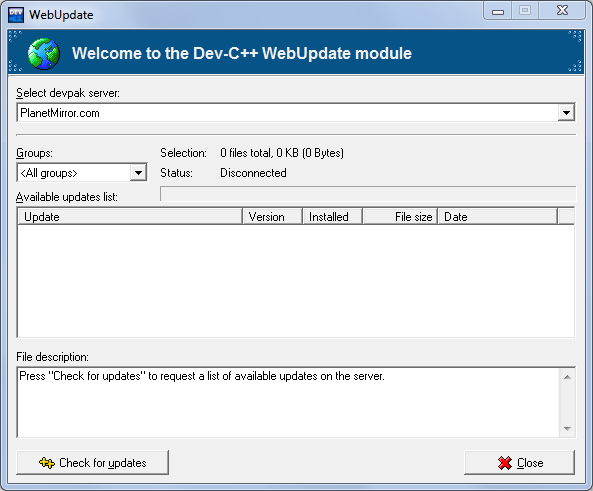 WebUpdate
Welcome to the Dev-C++ WebUpdate module
Select devpak server:
PlanetMirror.com
Groups:
Selection: 0 files total, 0 KB (0 Bytes)
<All groups>
Status: Disconnected
Available updates list:
Update Version Installed File size Date
File description:
Press "Check for updates" to request a list of available updates on the server.
Check for updates
Close